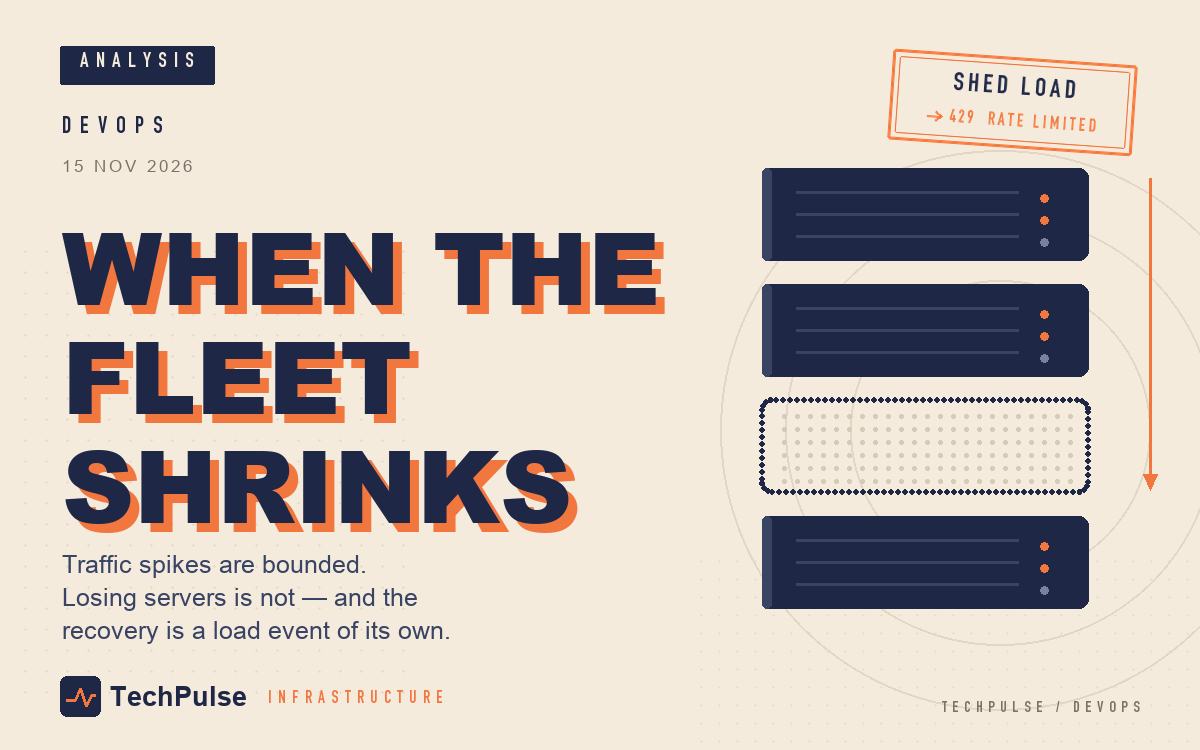 ANALYSIS
DEVOPS
15 NOV 2026
WHEN THE
FLEET
SHRINKS
Traffic spikes are bounded.
Losing servers is not — and the
recovery is a load event of its own.
TechPulse INFRASTRUCTURE
SHED LOAD
→ 429 RATE LIMITED
TECHPULSE / DEVOPS